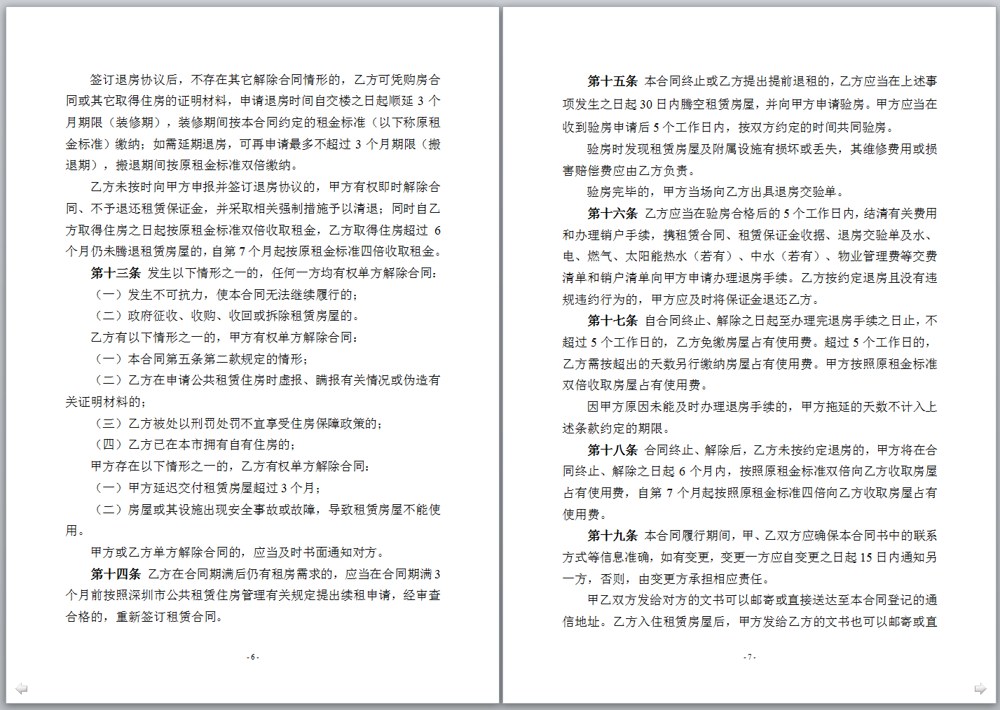 签订退房协议后，不存在其它解除合同情形的，乙方可凭购房合
同或其它取得住房的证明材料，申请退房时间自交楼之日起顺延 3 个
月期限（装修期），装修期间按本合同约定的租金标准（以下称原租
金标准）缴纳；如需延期退房，可再申请最多不超过 3 个月期限（搬
退期），搬退期间按原租金标准双倍缴纳。
乙方未按时向甲方申报并签订退房协议的，甲方有权即时解除合
同、不予退还租赁保证金，并采取相关强制措施予以清退；同时自乙
方取得住房之日起按原租金标准双倍收取租金，乙方取得住房超过 6
个月仍未腾退租赁房屋的，自第 7 个月起按原租金标准四倍收取租金。
第十三条 发生以下情形之一的，任何一方均有权单方解除合同：
（一）发生不可抗力，使本合同无法继续履行的；
（二）政府征收、收购、收回或拆除租赁房屋的。
乙方有以下情形之一的，甲方有权单方解除合同：
（一）本合同第五条第二款规定的情形；
（二）乙方在申请公共租赁住房时虚报、瞒报有关情况或伪造有
关证明材料的；
（三）乙方被处以刑罚处罚不宜享受住房保障政策的；
（四）乙方已在本市拥有自有住房的；
甲方存在以下情形之一的，乙方有权单方解除合同：
（一）甲方延迟交付租赁房屋超过 3 个月；
（二）房屋或其设施出现安全事故或故障，导致租赁房屋不能使
用。
甲方或乙方单方解除合同的，应当及时书面通知对方。
第十四条 乙方在合同期满后仍有租房需求的，应当在合同期满 3
个月前按照深圳市公共租赁住房管理有关规定提出续租申请，经审查
合格的，重新签订租赁合同。
- 6 -
第十五条 本合同终止或乙方提出提前退租的，乙方应当在上述事
项发生之日起 30 日内腾空租赁房屋，并向甲方申请验房。甲方应当在
收到验房申请后 5 个工作日内，按双方约定的时间共同验房。
验房时发现租赁房屋及附属设施有损坏或丢失，其维修费用或损
害赔偿费应由乙方负责。
验房完毕的，甲方当场向乙方出具退房交验单。
第十六条 乙方应当在验房合格后的 5 个工作日内，结清有关费用
和办理销户手续，携租赁合同、租赁保证金收据、退房交验单及水、
电、燃气、太阳能热水（若有）、中水（若有）、物业管理费等交费
清单和销户清单向甲方申请办理退房手续。乙方按约定退房且没有违
规违约行为的，甲方应及时将保证金退还乙方。
第十七条 自合同终止、解除之日起至办理完退房手续之日止，不
超过 5 个工作日的，乙方免缴房屋占有使用费。超过 5 个工作日的，
乙方需按超出的天数另行缴纳房屋占有使用费。甲方按照原租金标准
双倍收取房屋占有使用费。
因甲方原因未能及时办理退房手续的，甲方拖延的天数不计入上
述条款约定的期限。
第十八条 合同终止、解除后，乙方未按约定退房的，甲方将在合
同终止、解除之日起 6 个月内，按照原租金标准双倍向乙方收取房屋
占有使用费，自第 7 个月起按照原租金标准四倍向乙方收取房屋占有
使用费。
第十九条 本合同履行期间，甲、乙双方应确保本合同书中的联系
方式等信息准确，如有变更，变更一方应自变更之日起 15 日内通知另
一方，否则，由变更方承担相应责任。
甲乙双方发给对方的文书可以邮寄或直接送达至本合同登记的通
信地址。乙方入住租赁房屋后，甲方发给乙方的文书也可以邮寄或直
- 7 -